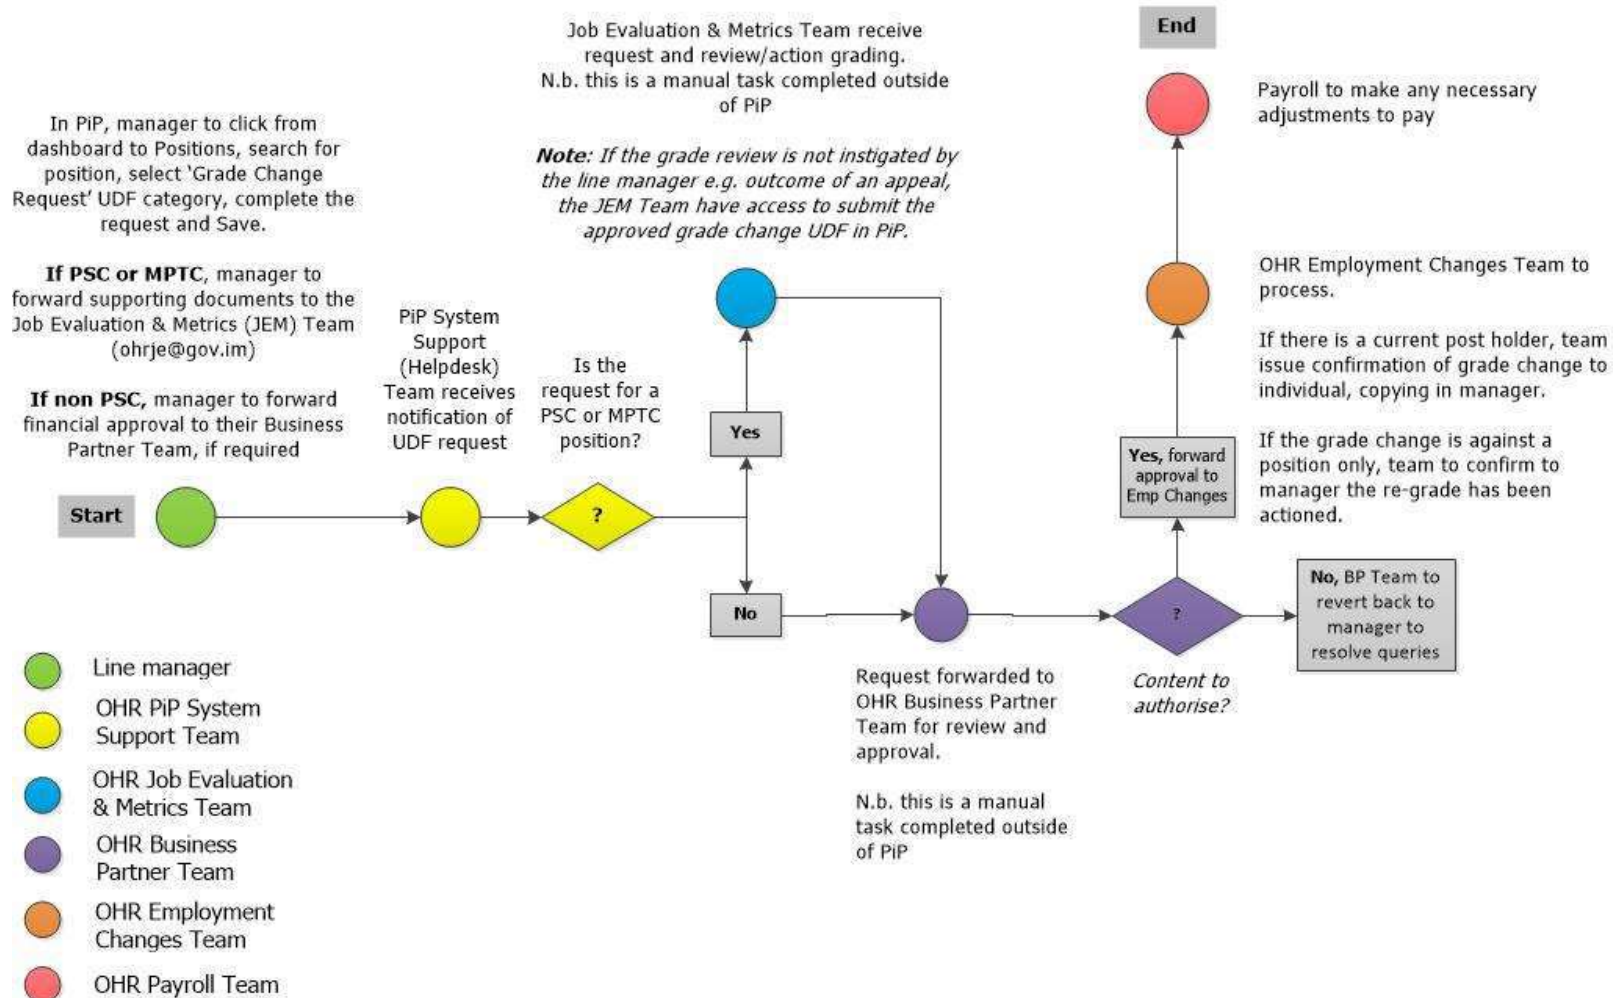 In PiP, manager to click from
dashboard to Positions, search for
position, select 'Grade Change
Request' UDF category, complete the
request and Save.
If PSC or MPTC, manager to
forward supporting documents to the
Job Evaluation & Metrics (JEM) Team
(ohrje@gov.im)
If non PSC, manager to forward
financial approval to their Business
Partner Team, if required
Start
PiP System
Support
(Helpdesk)
Team receives
notification of
UDF request
Is the
request for a
PSC or MPTC
position?
?
Job Evaluation & Metrics Team receive
request and review/action grading.
N.b. this is a manual task completed outside
of PiP
Note: If the grade review is not instigated by
the line manager e.g. outcome of an appeal,
the JEM Team have access to submit the
approved grade change UDF in PiP.
Yes
No
Request forwarded to
OHR Business Partner
Team for review and
approval.
N.b. this is a manual
task completed outside
of PiP
?
Content to
authorise?
No, BP Team to
revert back to
manager to
resolve queries
Yes, forward
approval to
Emp Changes
OHR Employment Changes Team to
process.
If there is a current post holder, team
issue confirmation of grade change to
individual, copying in manager.
If the grade change is against a
position only, team to confirm to
manager the re-grade has been
actioned.
Payroll to make any necessary
adjustments to pay
End
Line manager
OHR PiP System
Support Team
OHR Job Evaluation
& Metrics Team
OHR Business
Partner Team
OHR Employment
Changes Team
OHR Payroll Team